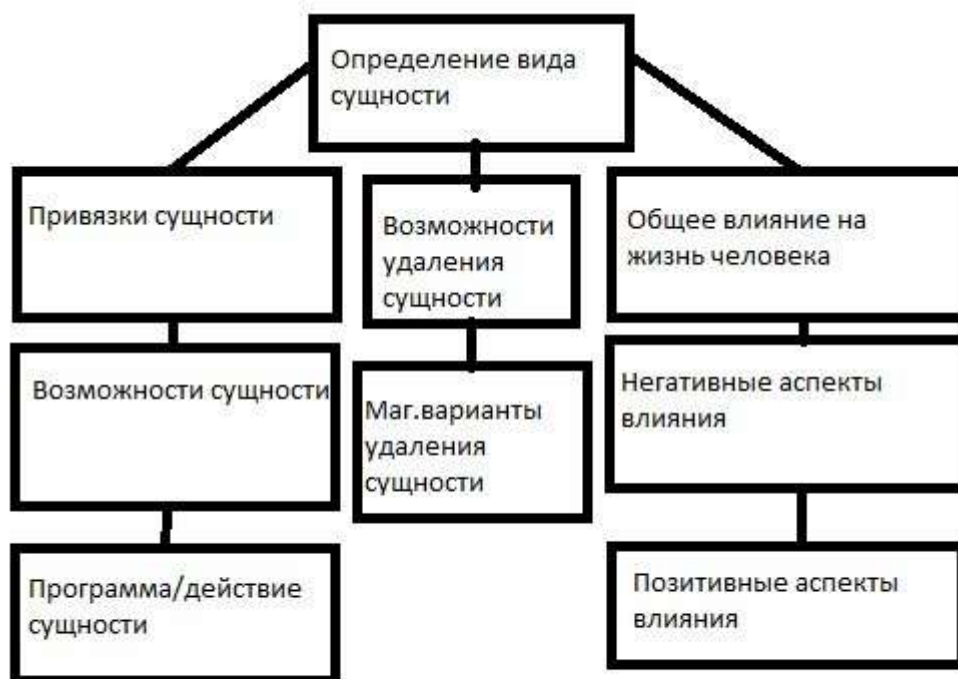 Определение вида
сущности
Привязки сущности
Возможности
удаления
сущности
Общее влияние на
жизнь человека
Возможности сущности
Маг.варианты
удаления
сущности
Негативные аспекты
влияния
Программа/действие
сущности
Позитивные аспекты
влияния